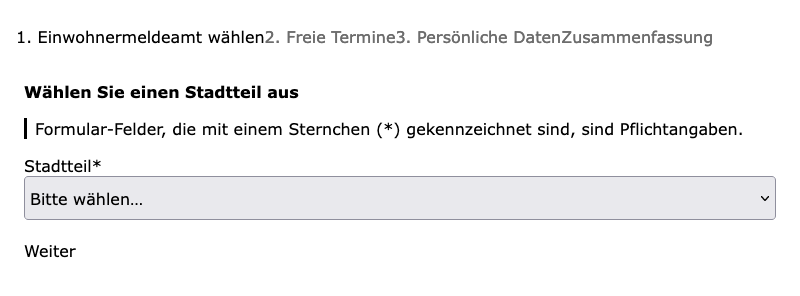 1. Einwohnermeldeamt wählen2. Freie Termine3. Persönliche DatenZusammenfassung
Wählen Sie einen Stadtteil aus
Formular-Felder, die mit einem Sternchen (*) gekennzeichnet sind, sind Pflichtangaben.
Stadtteil*
Bitte wählen...
Weiter